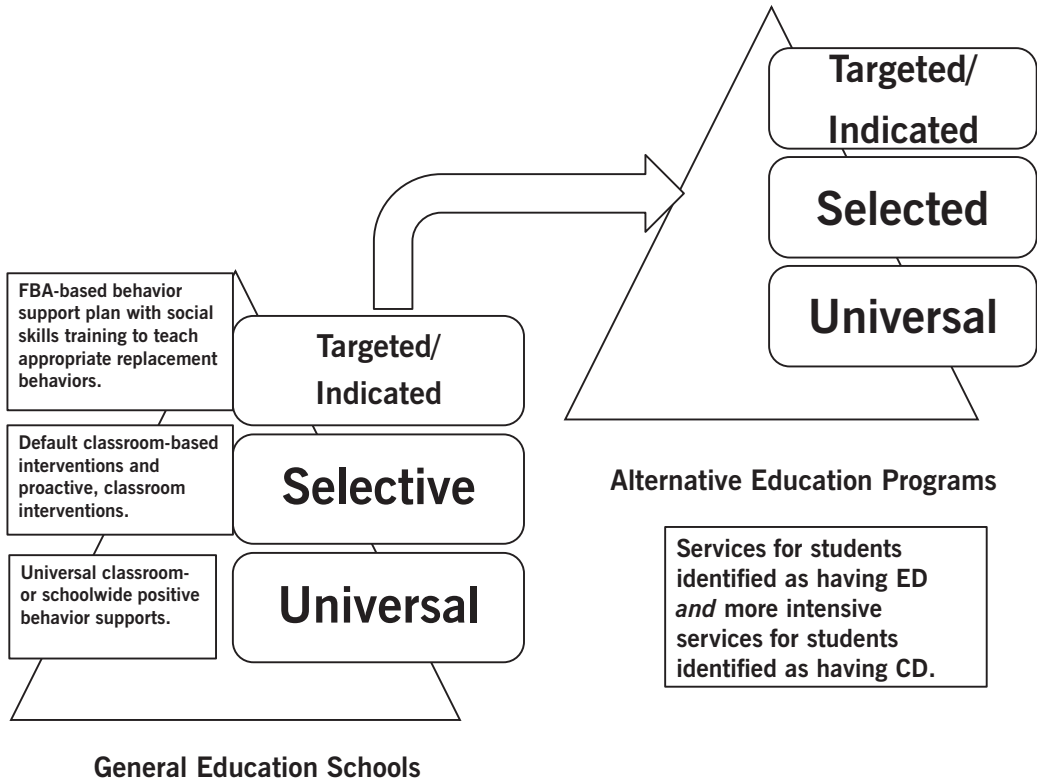 Targeted/
Indicated
Selected
Universal
Alternative Education Programs
Services for students
identified as having ED
and more intensive
services for students
identified as having CD.
FBA-based behavior
support plan with social
skills training to teach
appropriate replacement
behaviors.
Targeted/
Indicated
Default classroom-based
interventions and
proactive, classroom
interventions.
Selective
Universal classroom-
or schoolwide positive
behavior supports.
Universal
General Education Schools